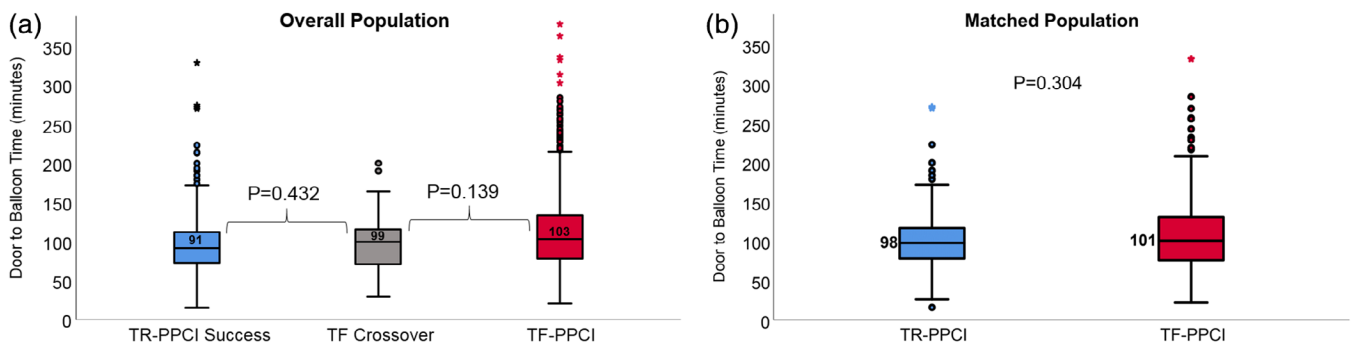 (a)
Overall Population
Door to Balloon Time (minutes)
350
300
250
200
150
100
50
0
91
P=0.432
99
P=0.139
103
TR-PPCI Success
TF Crossover
TF-PPCI
(b)
Matched Population
Door to Balloon Time (minutes)
350
300
250
200
150
100
50
0
98
P=0.304
101
TR-PPCI
TF-PPCI